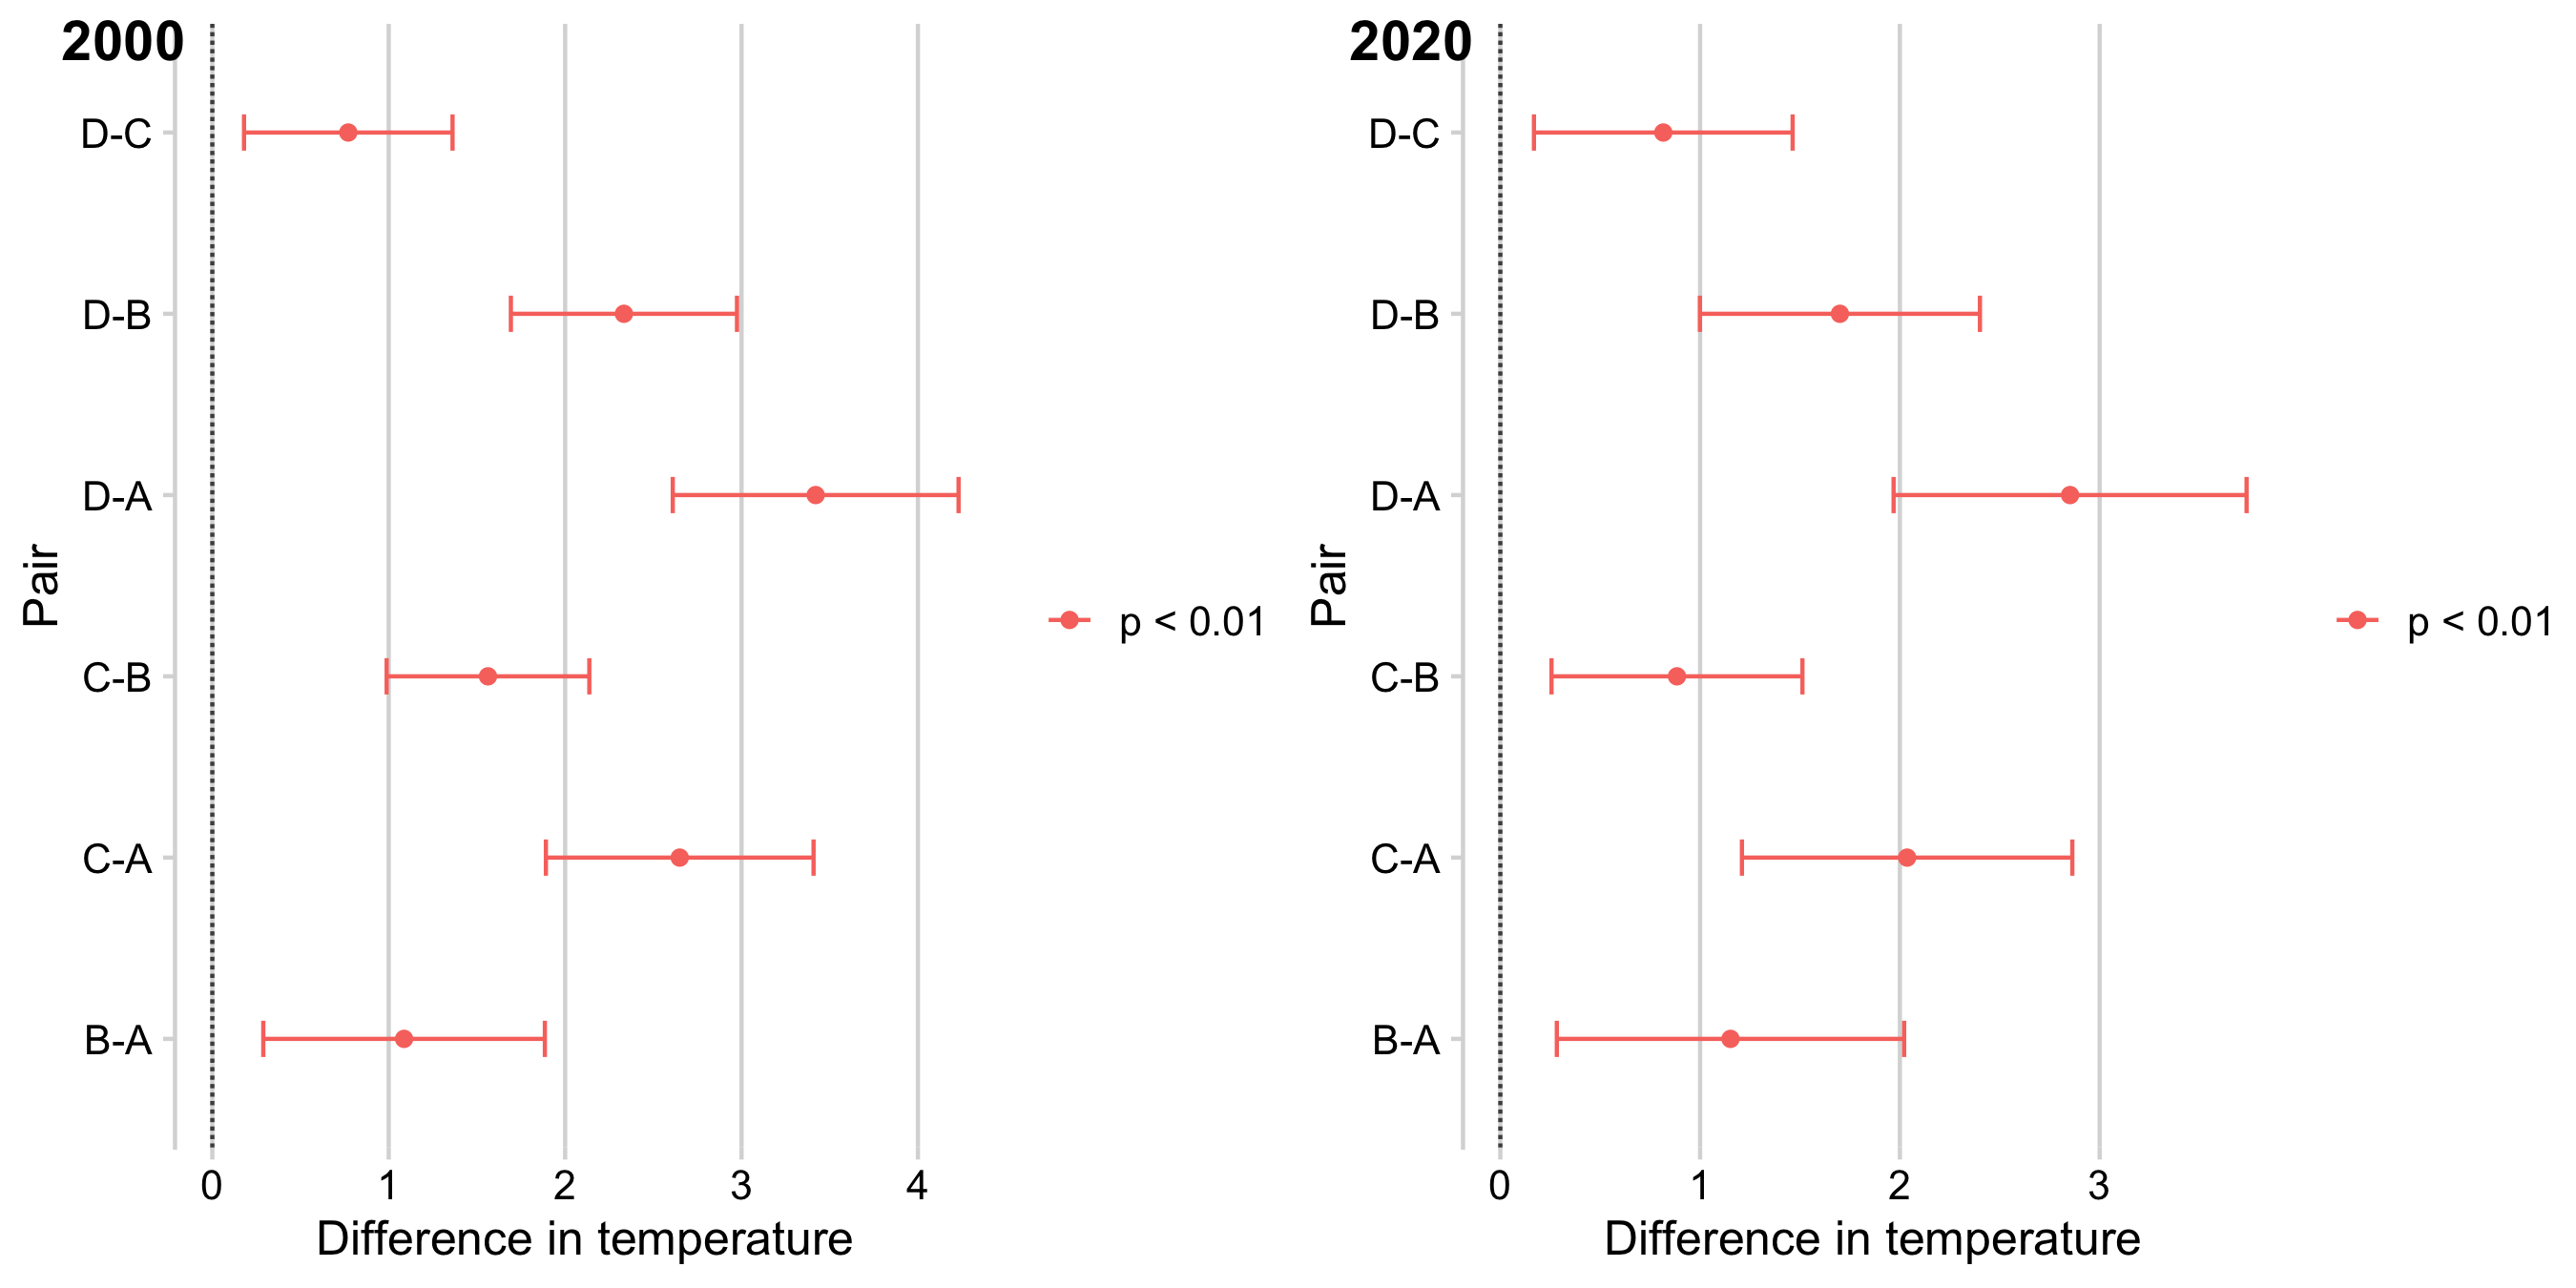 2000
D-C
D-B
D-A
C-B
C-A
B-A
Pair
0 1 2 3 4
Difference in temperature
p < 0.01
2020
D-C
D-B
D-A
C-B
C-A
B-A
Pair
0 1 2 3
Difference in temperature
p < 0.01